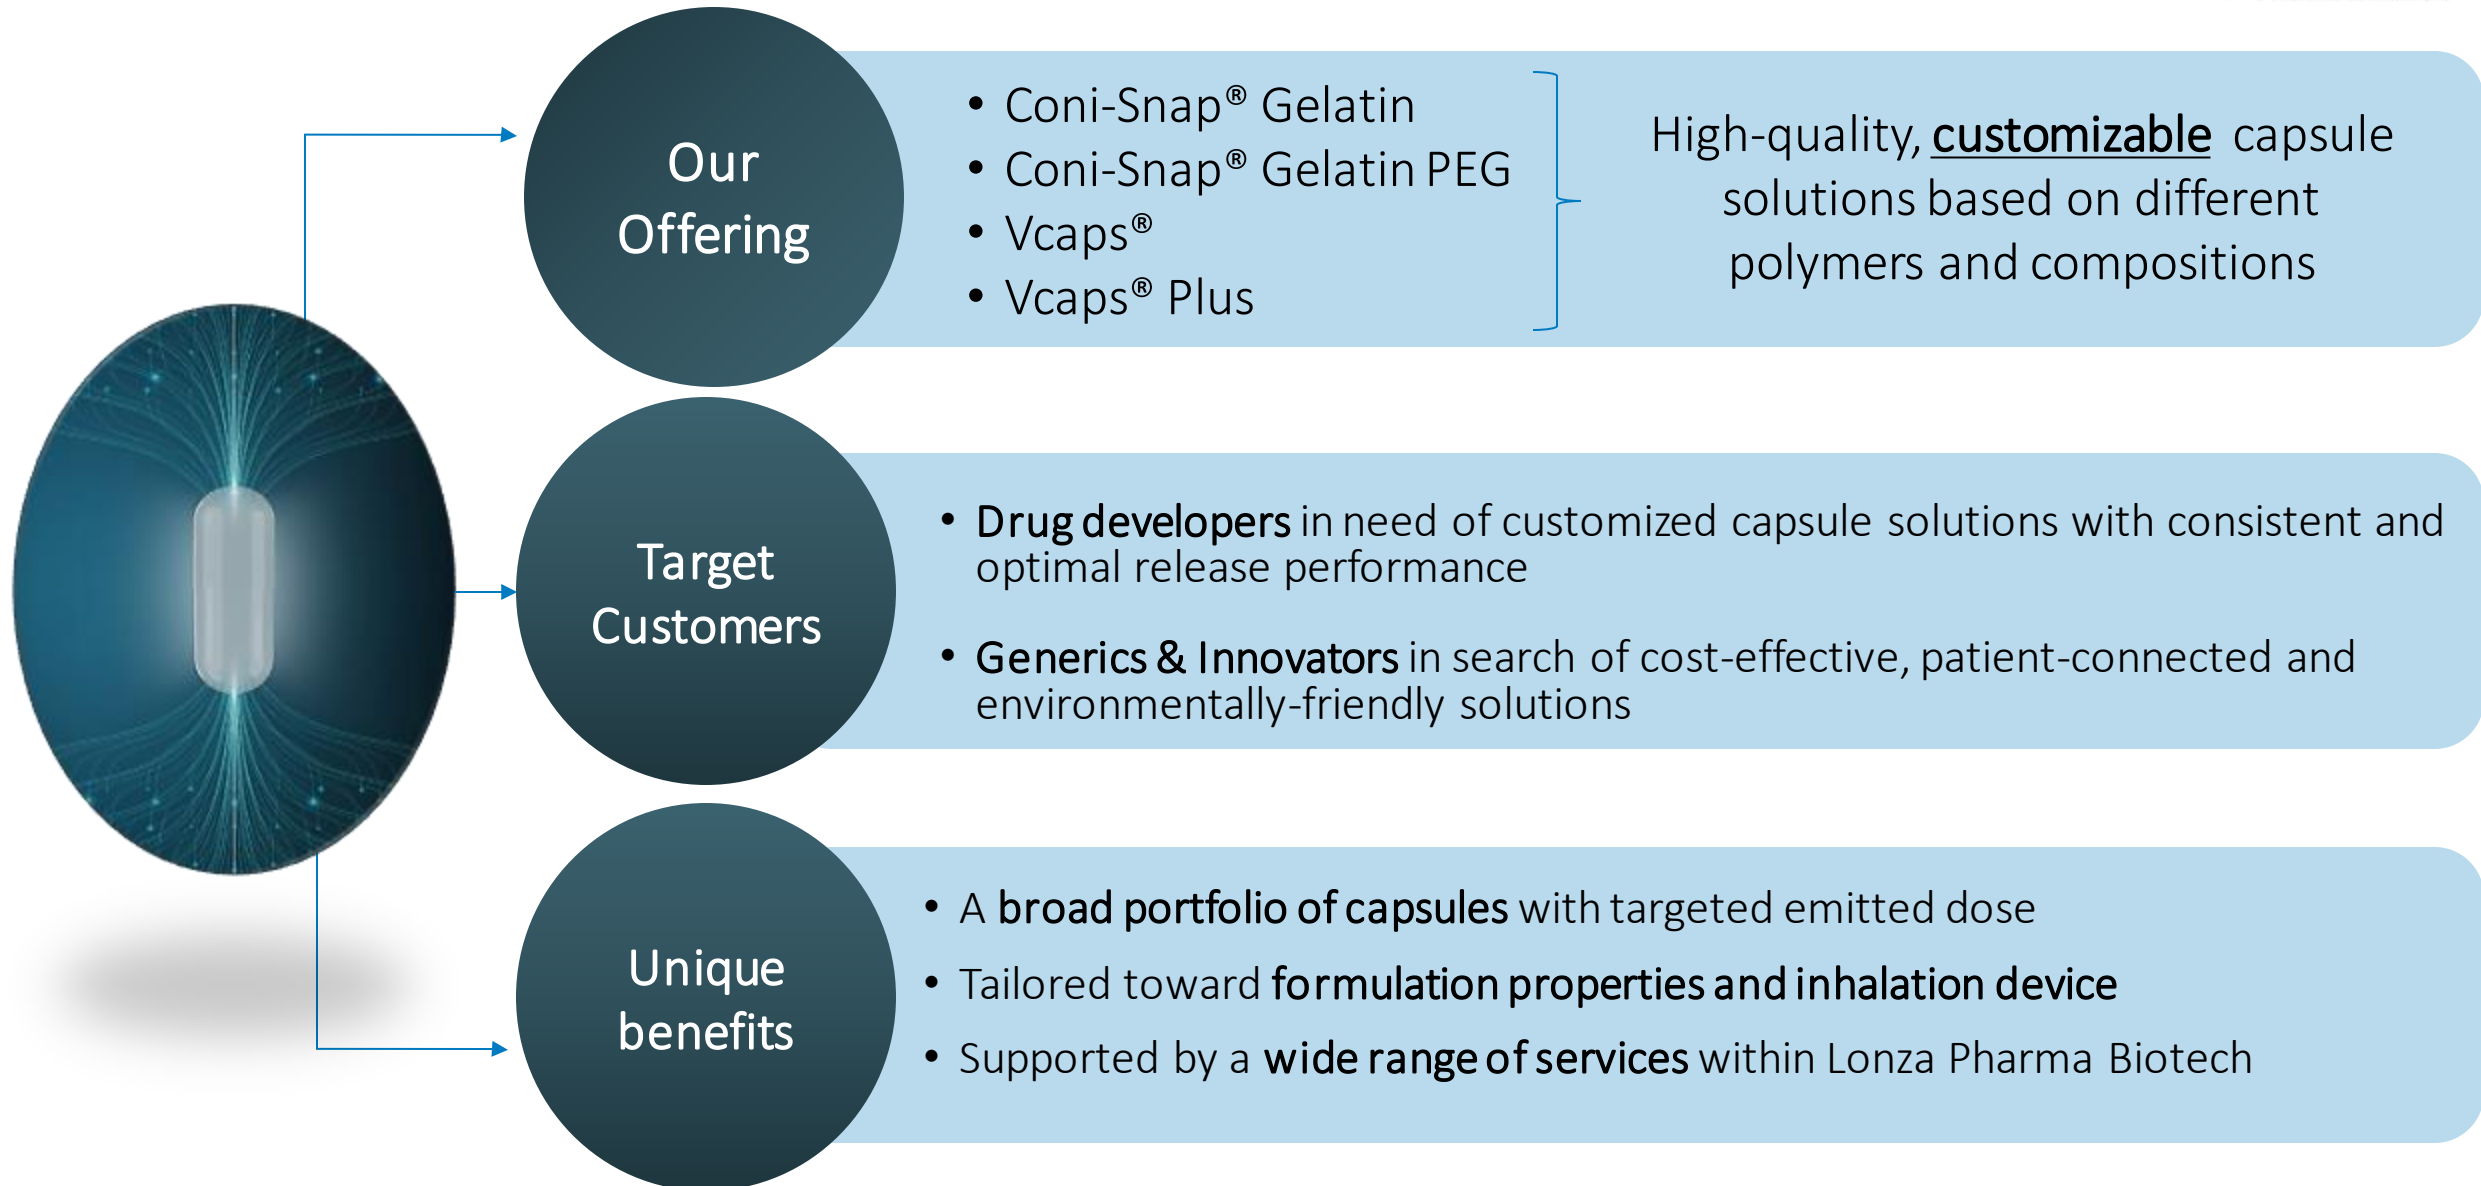 Our
Offering
• Coni-Snap® Gelatin
• Coni-Snap® Gelatin PEG
• Vcaps®
• Vcaps® Plus
High-quality, customizable capsule
solutions based on different
polymers and compositions
Target
Customers
• Drug developers in need of customized capsule solutions with consistent and
optimal release performance
• Generics & Innovators in search of cost-effective, patient-connected and
environmentally-friendly solutions
Unique
benefits
• A broad portfolio of capsules with targeted emitted dose
• Tailored toward formulation properties and inhalation device
• Supported by a wide range of services within Lonza Pharma Biotech